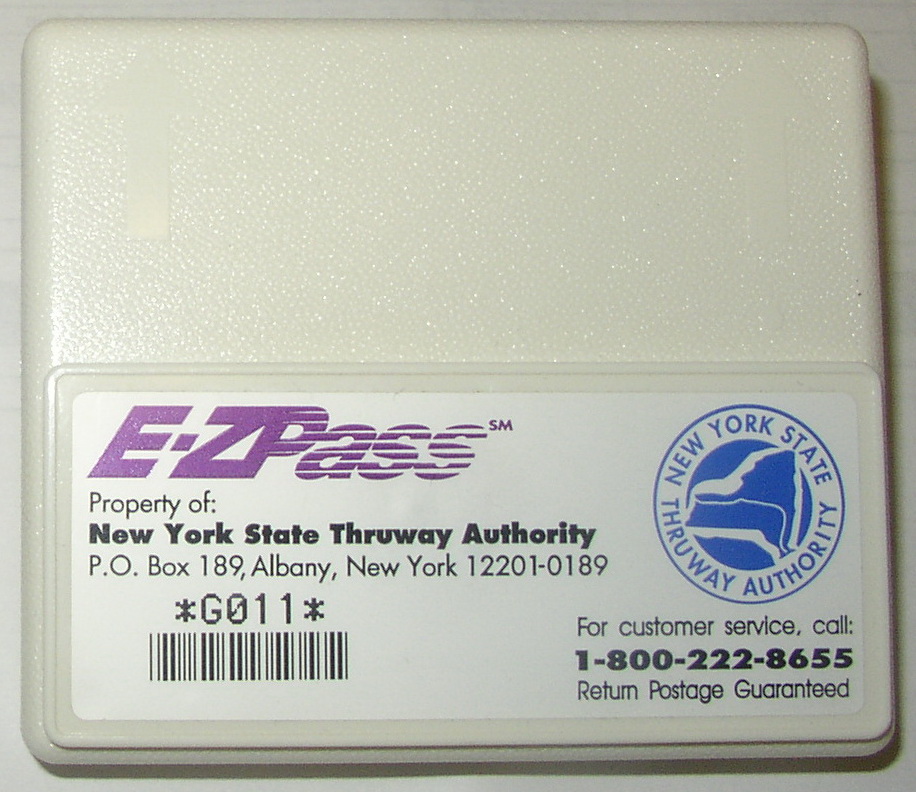 E-ZPass SM
Property of:
New York State Thruway Authority
P.O. Box 189, Albany, New York 12201-0189
*G011*
NEW YORK STATE
THRUWAY AUTHORITY
For customer service, call:
1-800-222-8655
Return Postage Guaranteed